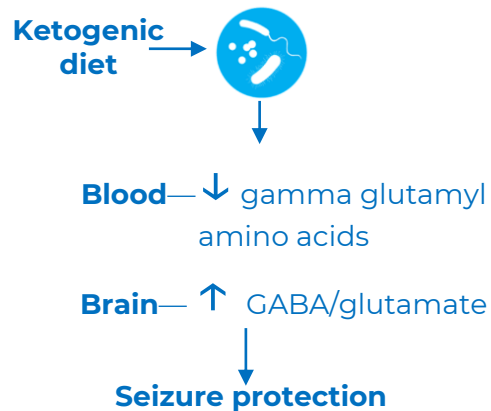 Ketogenic
diet
Blood— ↓ gamma glutamyl
amino acids
Brain— ↑ GABA/glutamate
Seizure protection